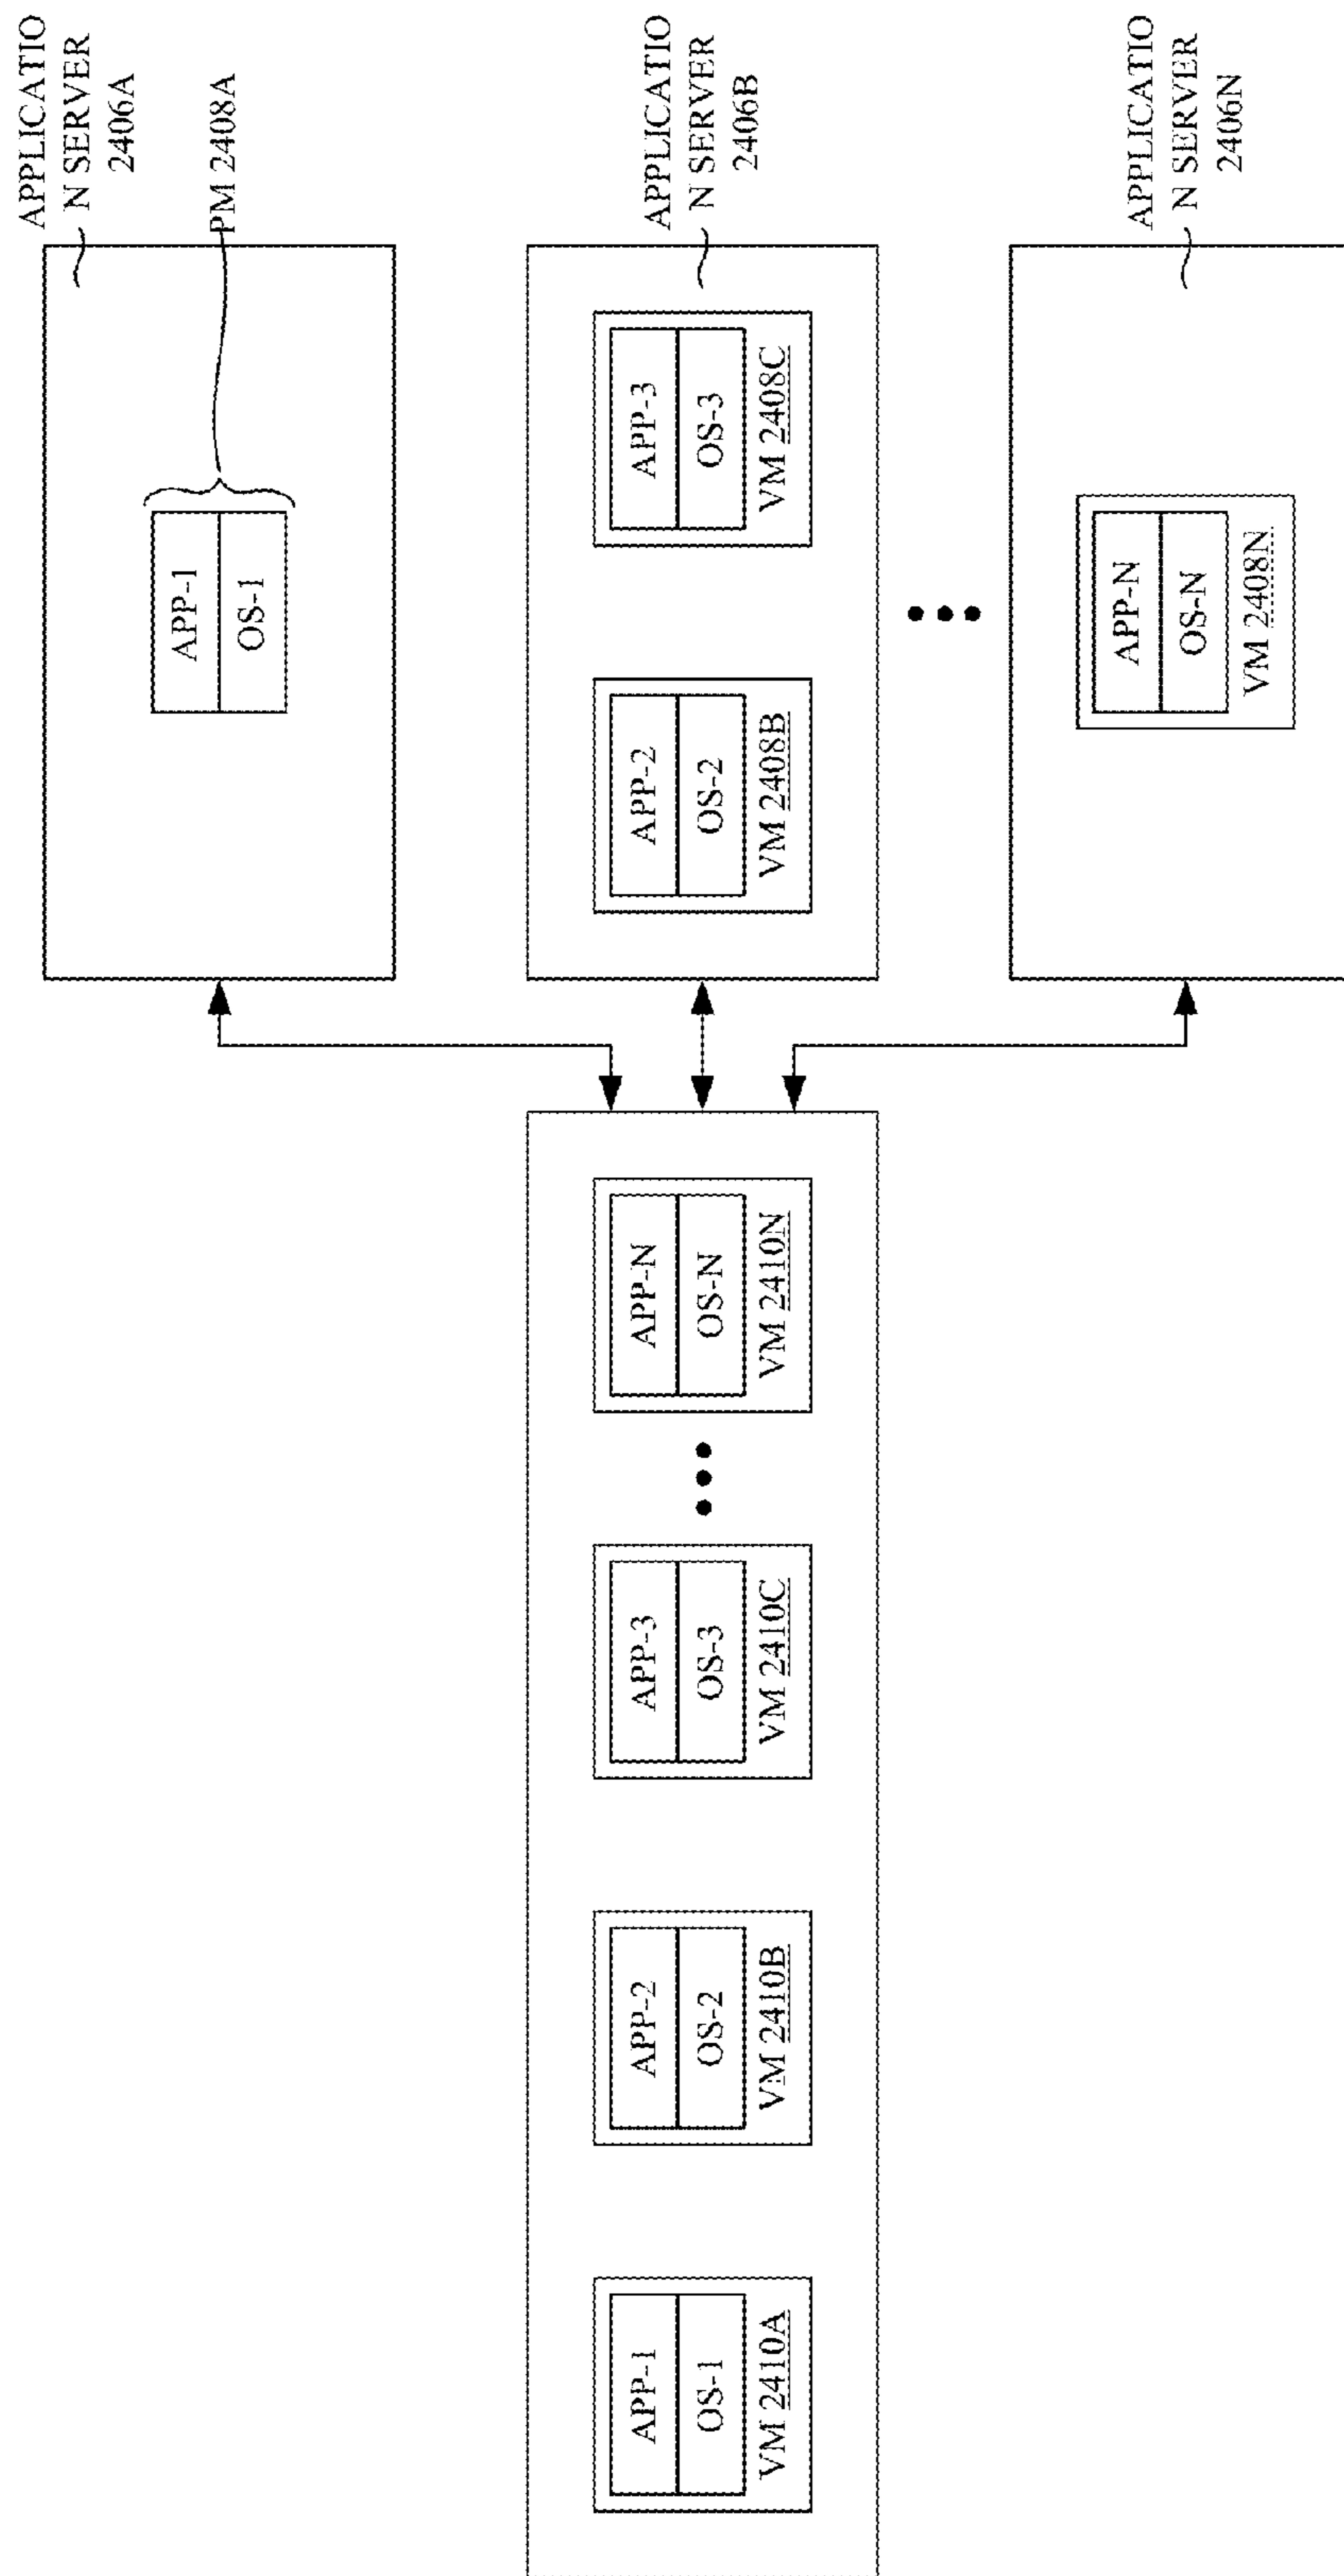 APPLICATIO
N SERVER
2406A
APP-1
OS-1
PM 2408A
APP-1
OS-1
VM 2410A
APP-2
OS-2
VM 2410B
APP-3
OS-3
VM 2410C
APP-N
OS-N
VM 2410N
APP-2
OS-2
VM 2408B
APP-3
OS-3
VM 2408C
APPLICATIO
N SERVER
2406B
APP-N
OS-N
VM 2408N
APPLICATIO
N SERVER
2406N